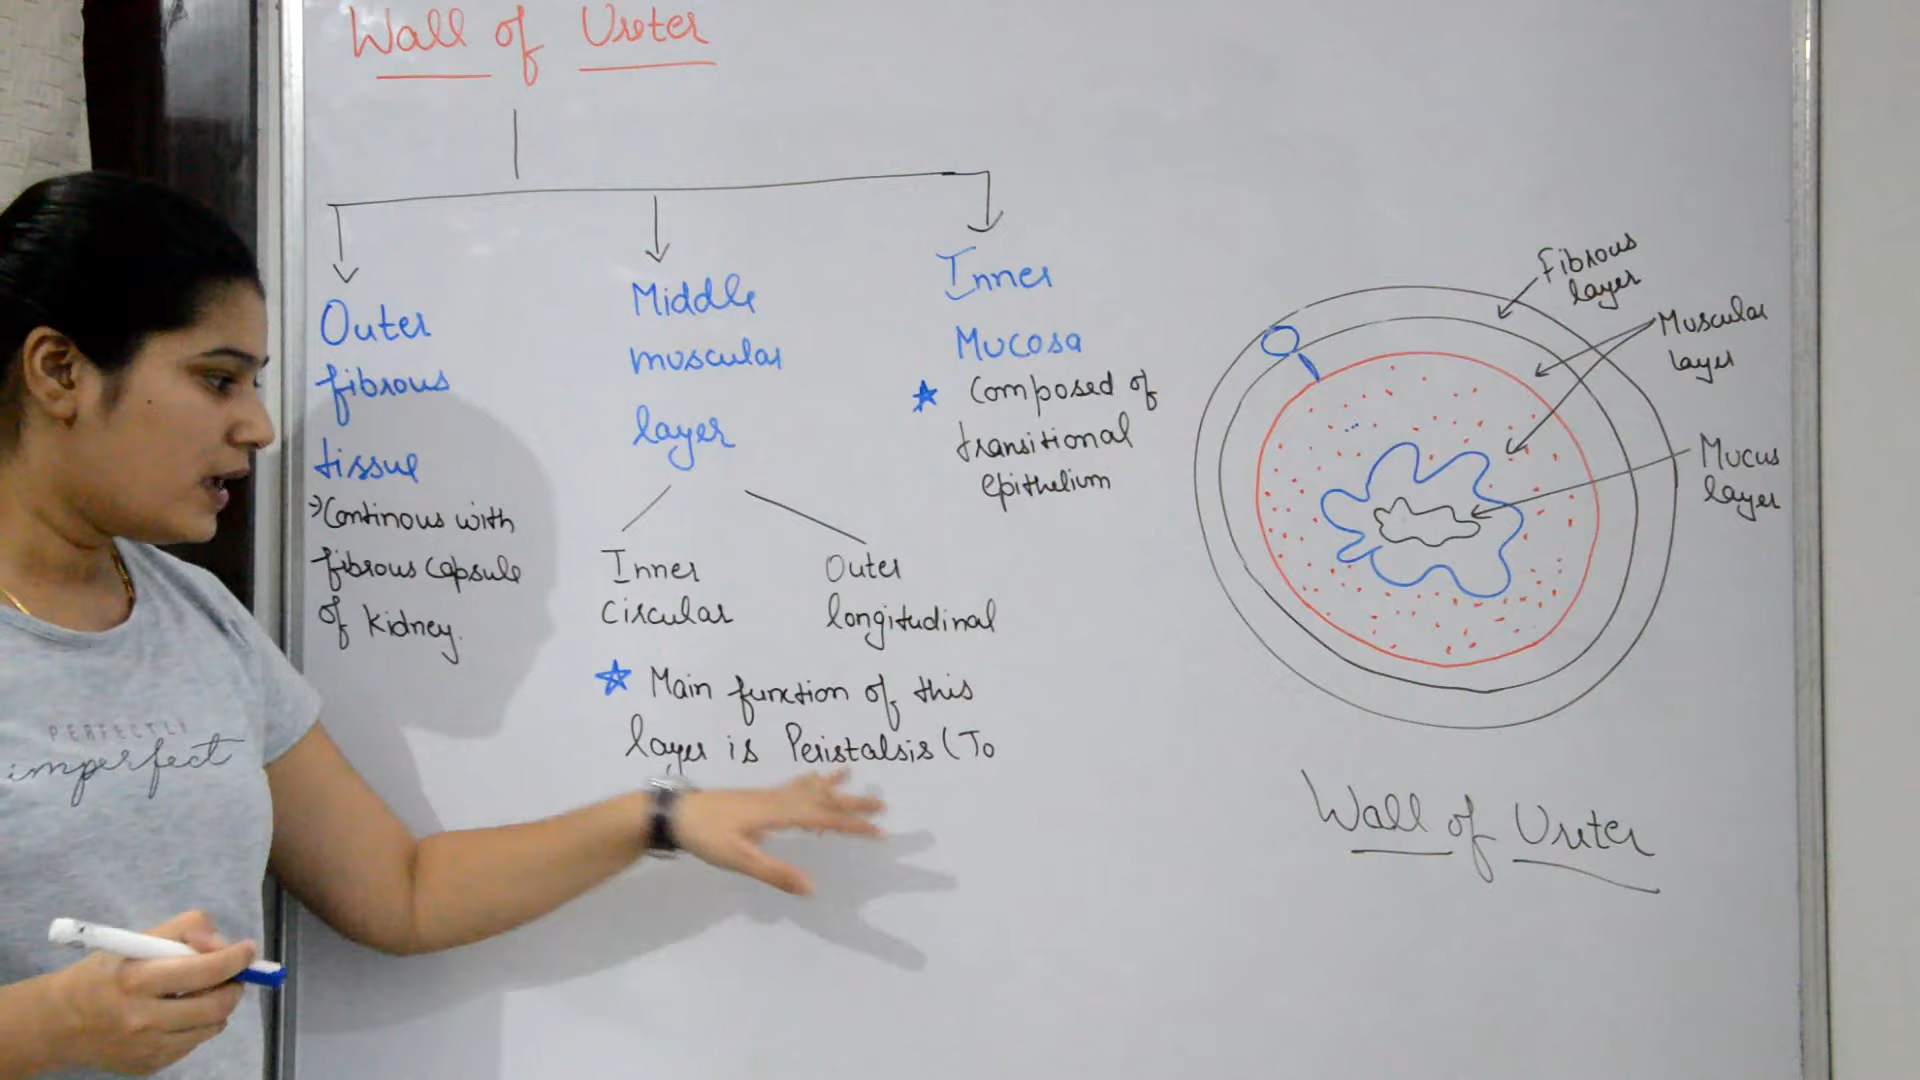 Wall of Ureter
Outer
fibrous
tissue
Continous with
fibrous capsule
of kidney.
Middle
muscular
layer
Inner
circular
Outer
longitudinal
Main function of this
layer is Peristalsis (To
Inner
Mucosa
Composed of
transitional
epithelium
Fibrous
layer
Muscular
layer
Mucus
layer
Wall of Ureter
PERFECTLY
imperfect